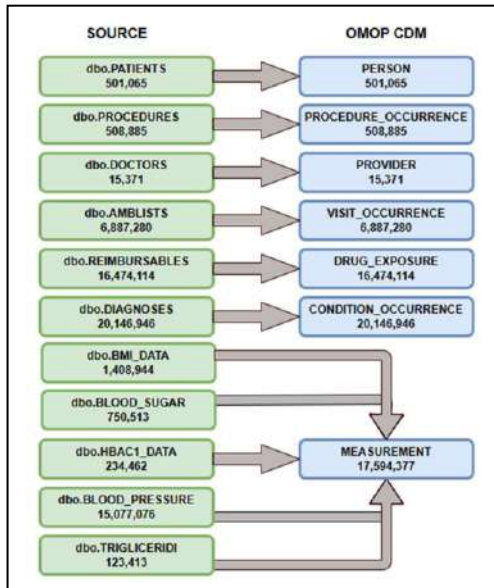 SOURCE OMOP CDM
dbo.PATIENTS
501,065
PERSON
501,065
dbo.PROCEDURES
508,885
PROCEDURE_OCCURRENCE
508,885
dbo.DOCTORS
15,371
PROVIDER
15,371
dbo.AMBLISTS
6,887,280
VISIT_OCCURRENCE
6,887,280
dbo.REIMBURSABLES
16,474,114
DRUG_EXPOSURE
16,474,114
dbo.DIAGNOSES
20,146,946
CONDITION_OCCURRENCE
20,146,946
dbo.BMI_DATA
1,408,944
dbo.BLOOD_SUGAR
750,513
dbo.HBAC1_DATA
234,462
MEASUREMENT
17,594,377
dbo.BLOOD_PRESSURE
15,077,076
dbo.TRIGLICERIDI
123,413